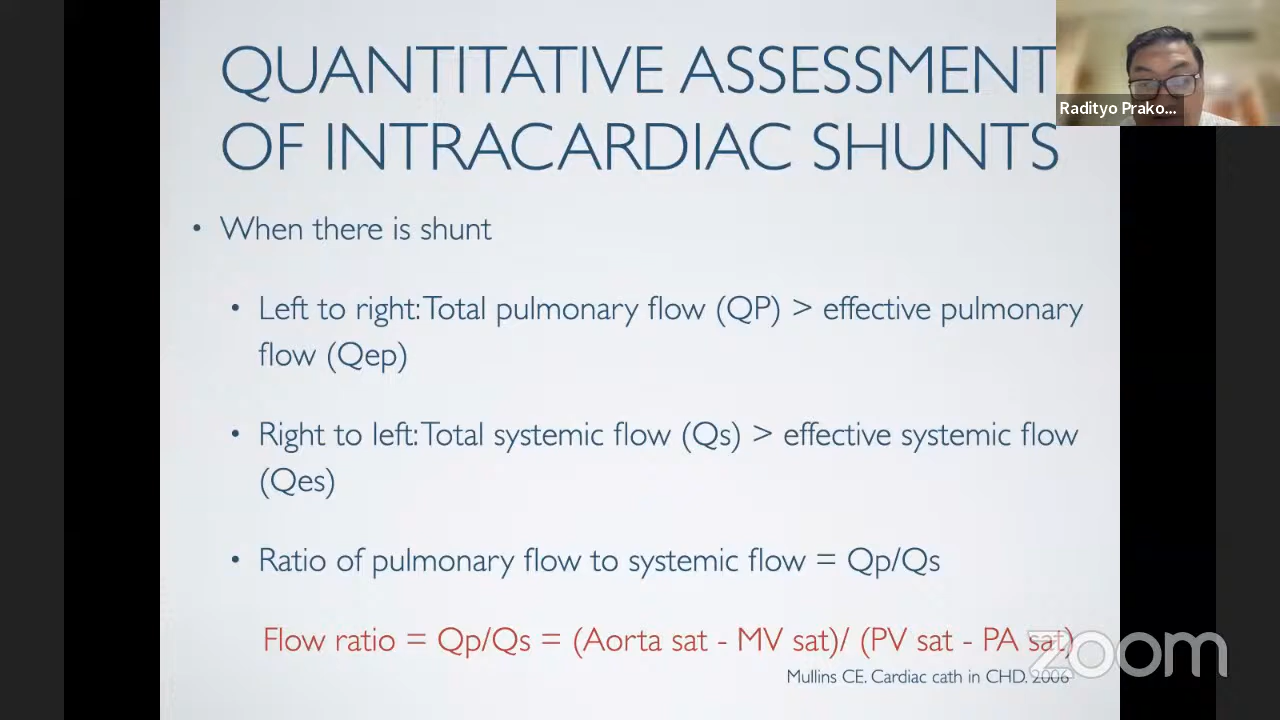 QUANTITATIVE ASSESSMENT
OF INTRACARDIAC SHUNTS
Radityo Prako...
• When there is shunt
• Left to right: Total pulmonary flow (QP) > effective pulmonary
flow (Qep)
• Right to left: Total systemic flow (Qs) > effective systemic flow
(Qes)
• Ratio of pulmonary flow to systemic flow = Qp/Qs
Flow ratio = Qp/Qs = (Aorta sat - MV sat)/ (PV sat - PA sat)
Mullins CE. Cardiac cath in CHD. 2006
zoom